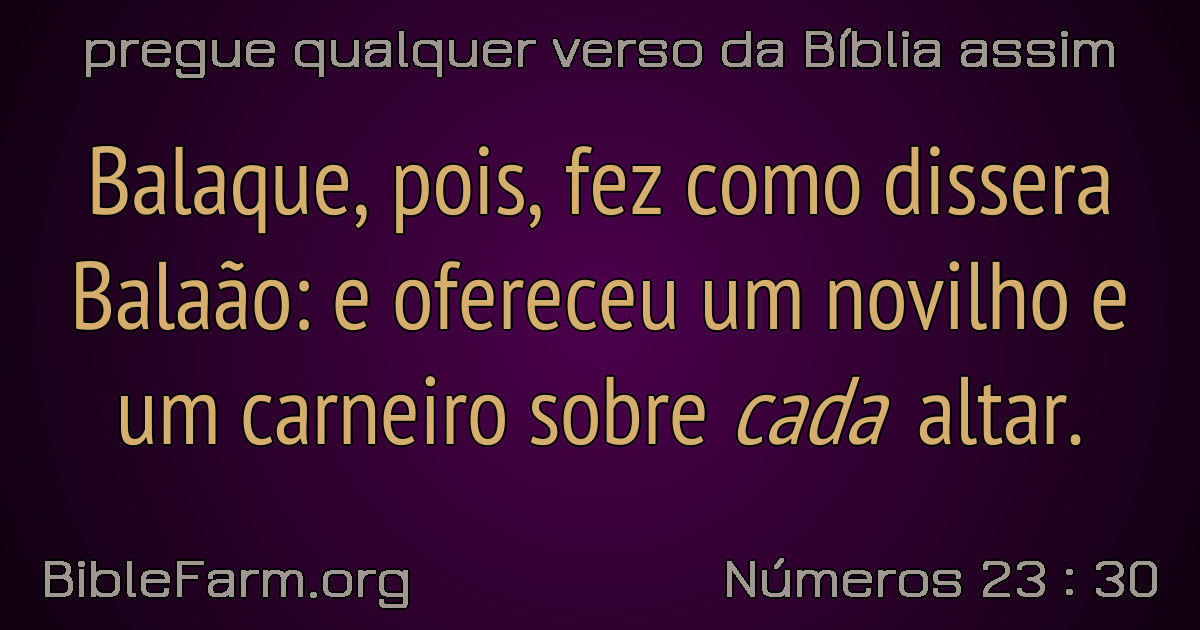 pregue qualquer verso da Bíblia assim
Balaque, pois, fez como dissera
Balaão: e ofereceu um novilho e
um carneiro sobre cada altar.
BibleFarm.org
Números 23 : 30